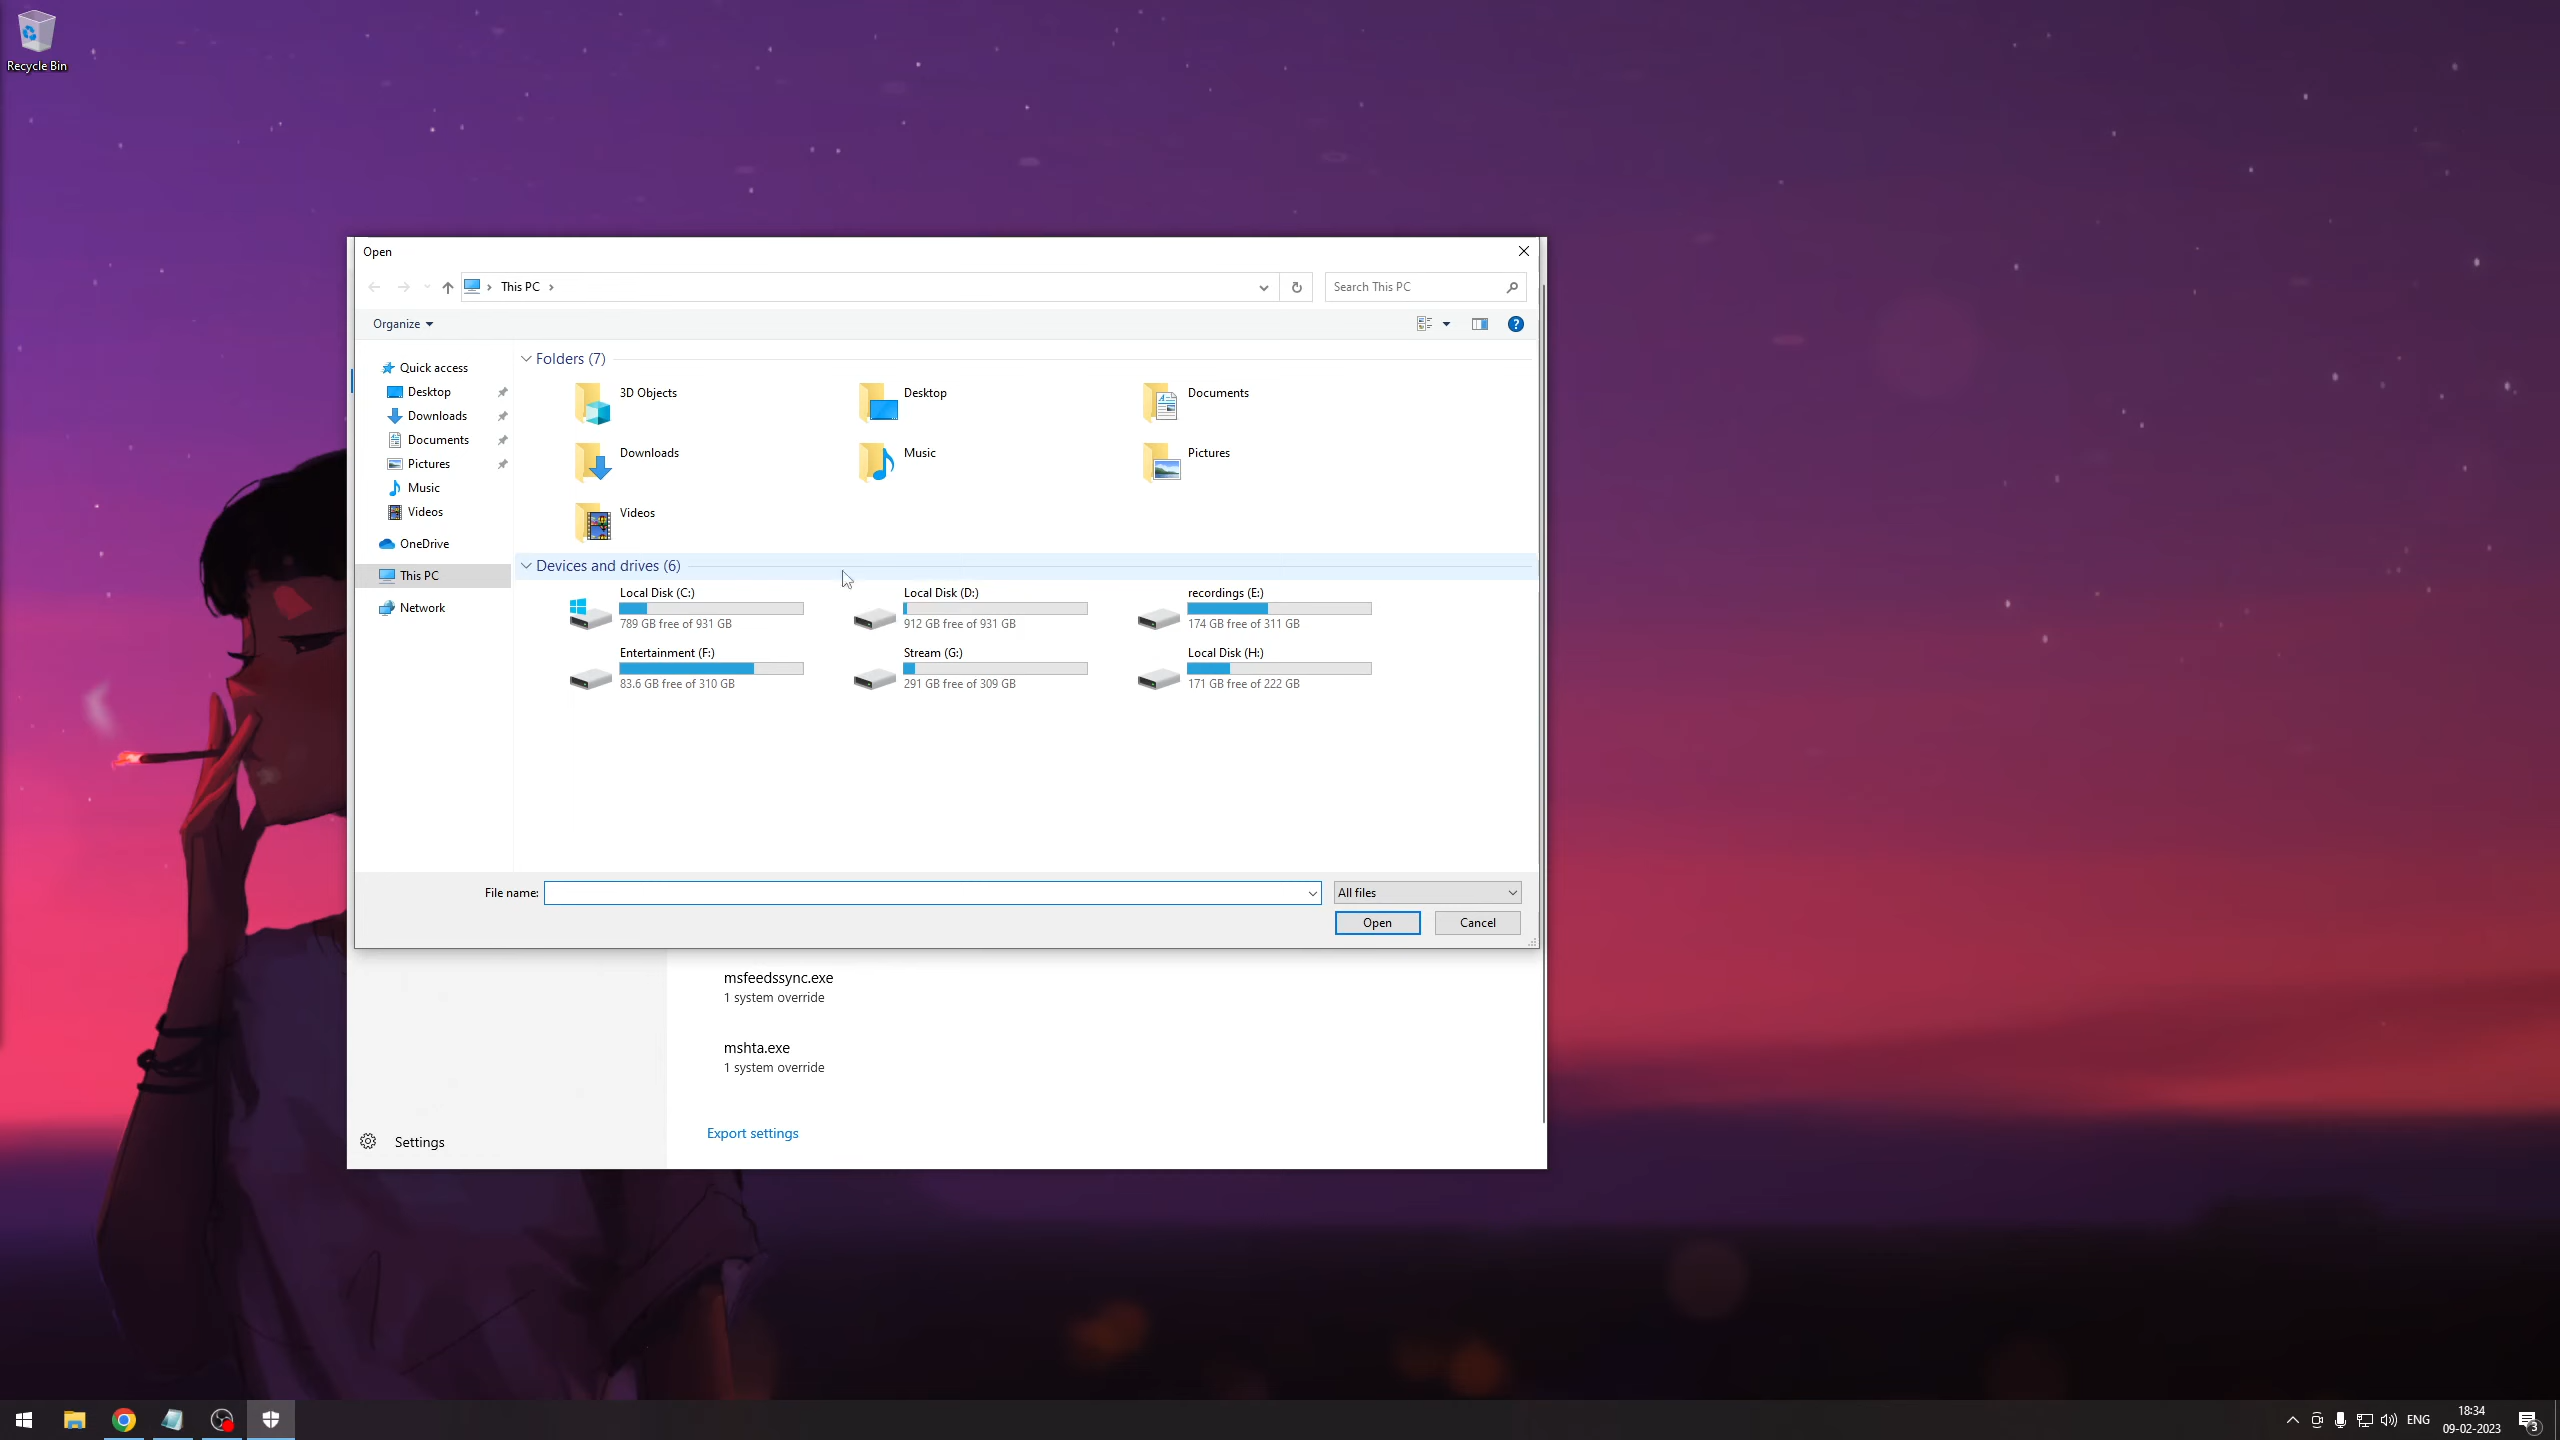 Recycle Bin
Open
This PC
Search This PC
Organize
Quick access
Desktop
Downloads
Documents
Pictures
Music
Videos
OneDrive
This PC
Network
Folders (7)
3D Objects
Desktop
Documents
Downloads
Music
Pictures
Videos
Devices and drives (6)
Local Disk (C:)
789 GB free of 931 GB
Local Disk (D:)
912 GB free of 931 GB
recordings (E:)
174 GB free of 311 GB
Entertainment (F:)
83.6 GB free of 310 GB
Stream (G:)
291 GB free of 309 GB
Local Disk (H:)
171 GB free of 222 GB
File name:
All files
Open
Cancel
msfeedssync.exe
1 system override
mshta.exe
1 system override
Export settings
Settings
ENG
18:34
09-02-2023
3